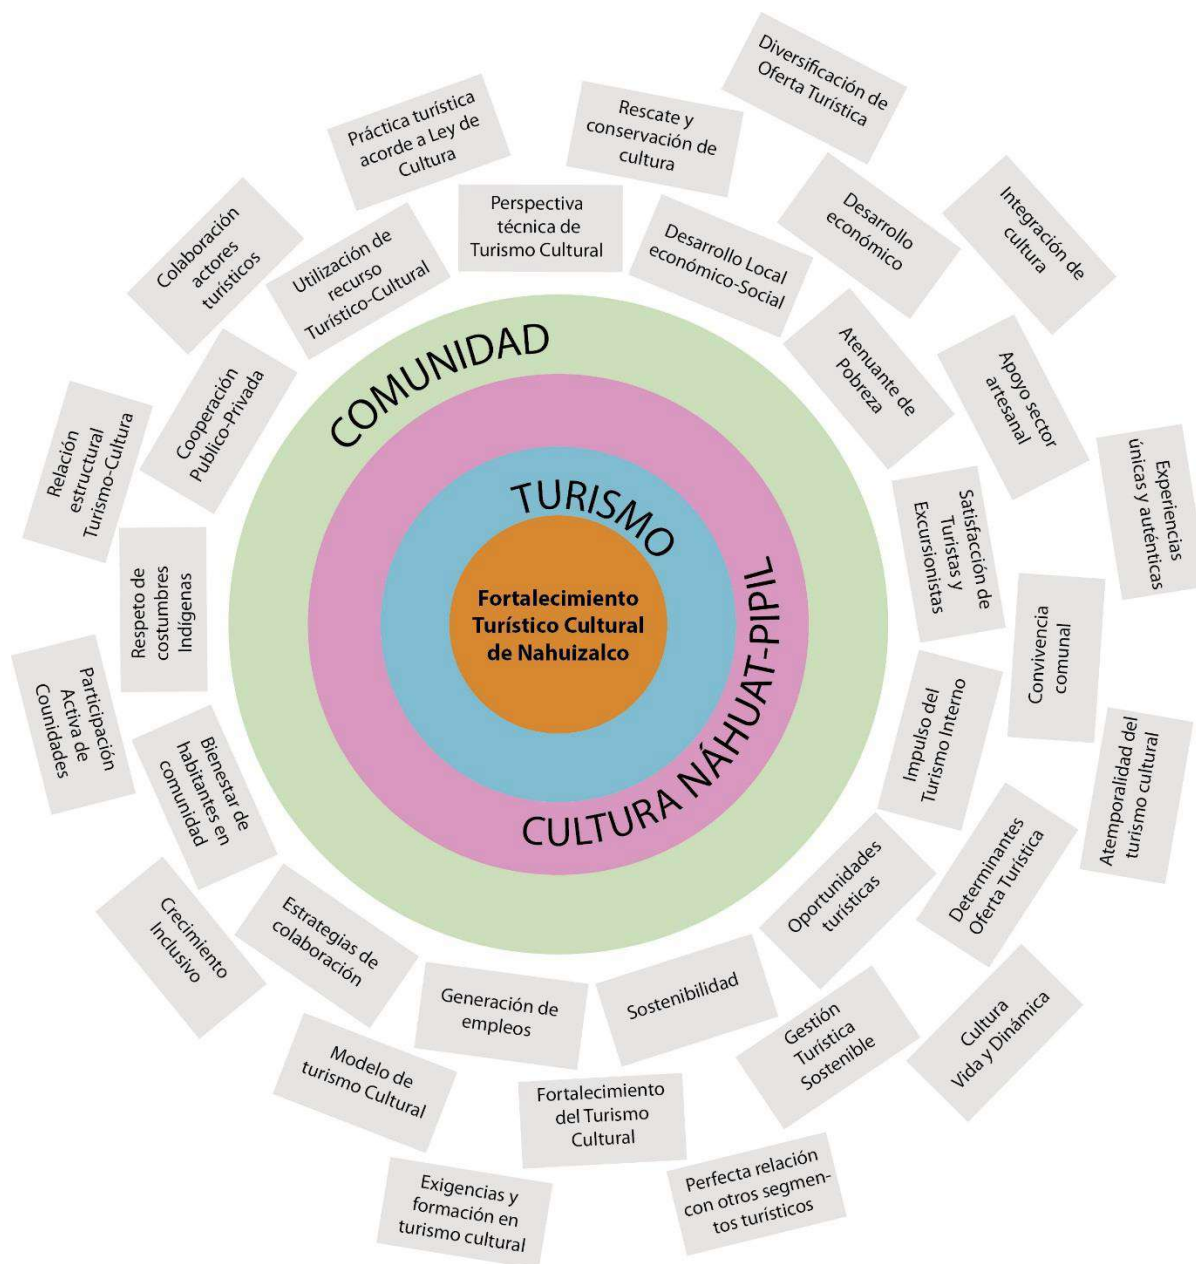 Diversificación de
Oferta Turística
Práctica turística
acorde a Ley de
Cultura
Rescate y
conservación de
cultura
Integración de
cultura
Colaboración
actores
turísticos
Utilización de
recurso
Turístico-Cultural
Perspectiva
técnica de
Turismo Cultural
Desarrollo Local
económico-Social
Desarrollo
económico
Atenuante de
Pobreza
Apoyo sector
artesanal
Experiencias
únicas y auténticas
Relación
estructural
Turismo-Cultura
Cooperación
Publico-Privada
Satisfacción de
Turistas y
Excursionistas
Respeto de
costumbres
Indígenas
Convivencia
comunal
COMUNIDAD
TURISMO
CULTURA NÁHUAT-PIPIL
Fortalecimiento
Turístico Cultural
de Nahuizalco
Participación
Activa de
Counidades
Bienestar de
habitantes en
comunidad
Impulso del
Turismo Interno
Atemporalidad del
turismo cultural
Determinantes
Oferta Turística
Oportunidades
turísticas
Crecimiento
Inclusivo
Estrategias de
colaboración
Generación de
empleos
Sostenibilidad
Gestión
Turística
Sostenible
Cultura
Vida y Dinámica
Modelo de
turismo Cultural
Fortalecimiento
del Turismo
Cultural
Exigencias y
formación en
turismo cultural
Perfecta relación
con otros segmen-
tos turísticos